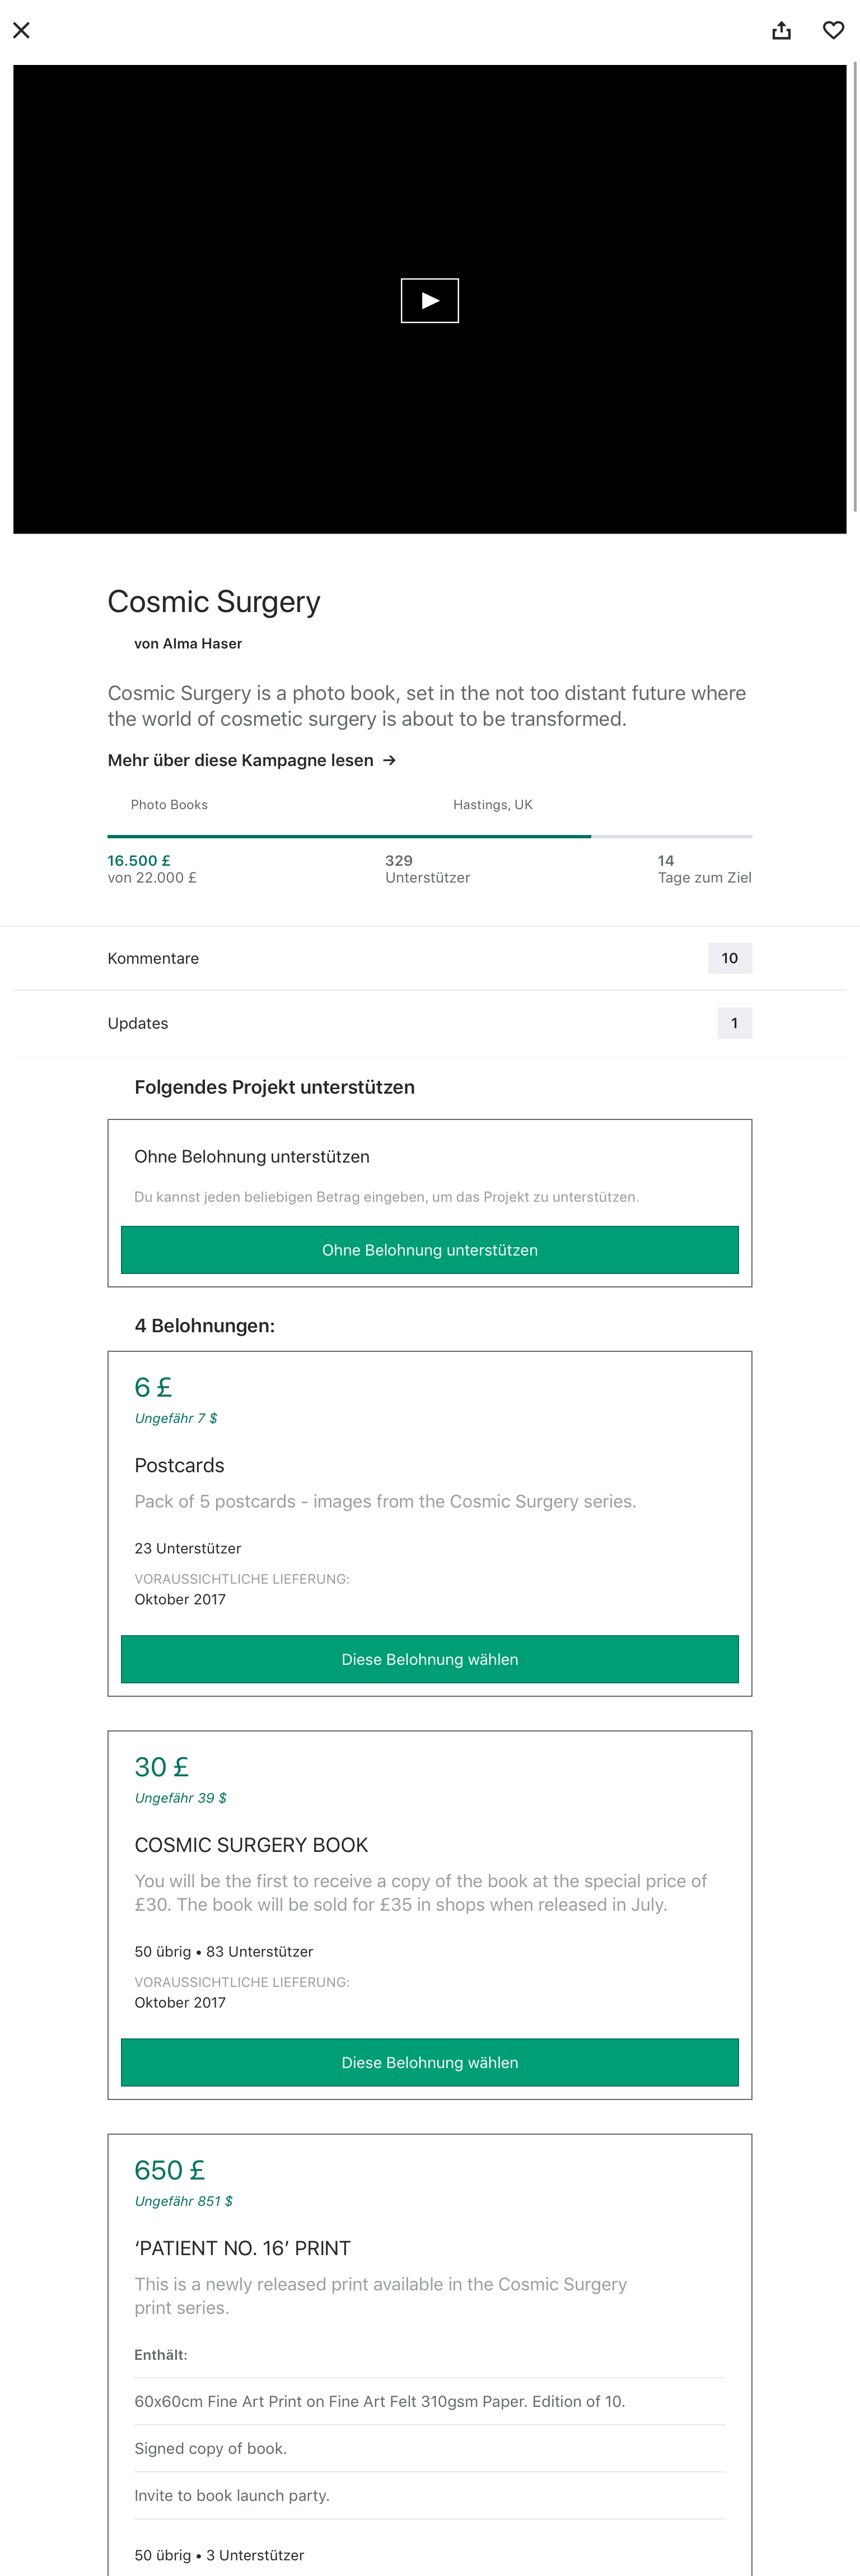 Cosmic Surgery
von Alma Haser
Cosmic Surgery is a photo book, set in the not too distant future where
the world of cosmetic surgery is about to be transformed.
Mehr über diese Kampagne lesen →
Photo Books
Hastings, UK
16.500 £
von 22.000 £
329
Unterstützer
14
Tage zum Ziel
Kommentare
10
Updates
1
Folgendes Projekt unterstützen
Ohne Belohnung unterstützen
Du kannst jeden beliebigen Betrag eingeben, um das Projekt zu unterstützen.
Ohne Belohnung unterstützen
4 Belohnungen:
6 £
Ungefähr 7 $
Postcards
Pack of 5 postcards - images from the Cosmic Surgery series.
23 Unterstützer
VORAUSSICHTLICHE LIEFERUNG:
Oktober 2017
Diese Belohnung wählen
30 £
Ungefähr 39 $
COSMIC SURGERY BOOK
You will be the first to receive a copy of the book at the special price of
£30. The book will be sold for £35 in shops when released in July.
50 übrig • 83 Unterstützer
VORAUSSICHTLICHE LIEFERUNG:
Oktober 2017
Diese Belohnung wählen
650 £
Ungefähr 851 $
‘PATIENT NO. 16’ PRINT
This is a newly released print available in the Cosmic Surgery
print series.
Enthält:
60x60cm Fine Art Print on Fine Art Felt 310gsm Paper. Edition of 10.
Signed copy of book.
Invite to book launch party.
50 übrig • 3 Unterstützer